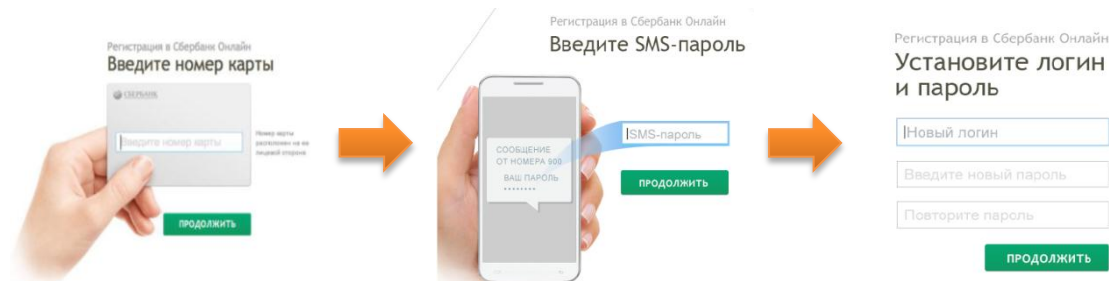 Регистрация в Сбербанк Онлайн
Введите номер карты
СБЕРБАНК
Введите номер карты
Номер карты
расположен на ее
лицевой стороне
ПРОДОЛЖИТЬ
Регистрация в Сбербанк Онлайн
Введите SMS-пароль
SMS-пароль
СООБЩЕНИЕ
ОТ НОМЕРА 900
ВАШ ПАРОЛЬ
********
ПРОДОЛЖИТЬ
Регистрация в Сбербанк Онлайн
Установите логин
и пароль
Новый логин
Введите новый пароль
Повторите пароль
ПРОДОЛЖИТЬ